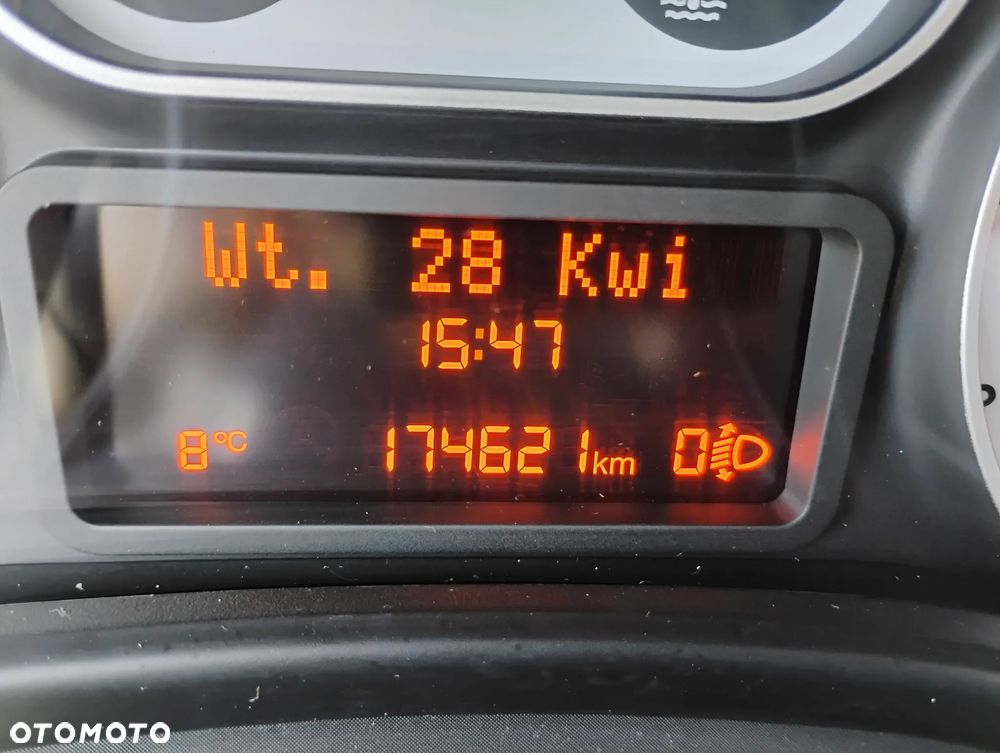 Wt. 28 Kwi
15:47
8°C 174621km 0
OTOMOTO